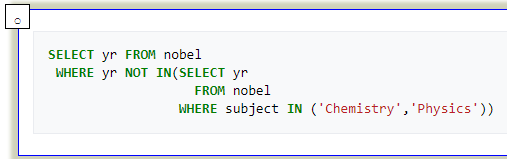 SELECT yr FROM nobel
WHERE yr NOT IN(SELECT yr
FROM nobel
WHERE subject IN ('Chemistry','Physics'))